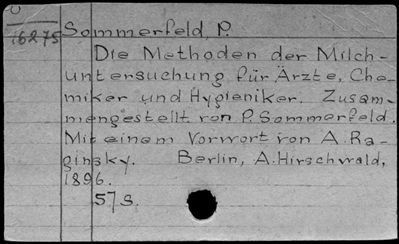 U
16275 Sommerfeld, P.
Die Methoden der Milch-
untersuchung für Ärzte, Che-
miker und Hygieniker. Zusam-
mengestellt von P. Sommerfeld.
Mit einem Vorwort von A. Ba-
ginsky. Berlin, A. Hirschwald,
1896.
57 S.